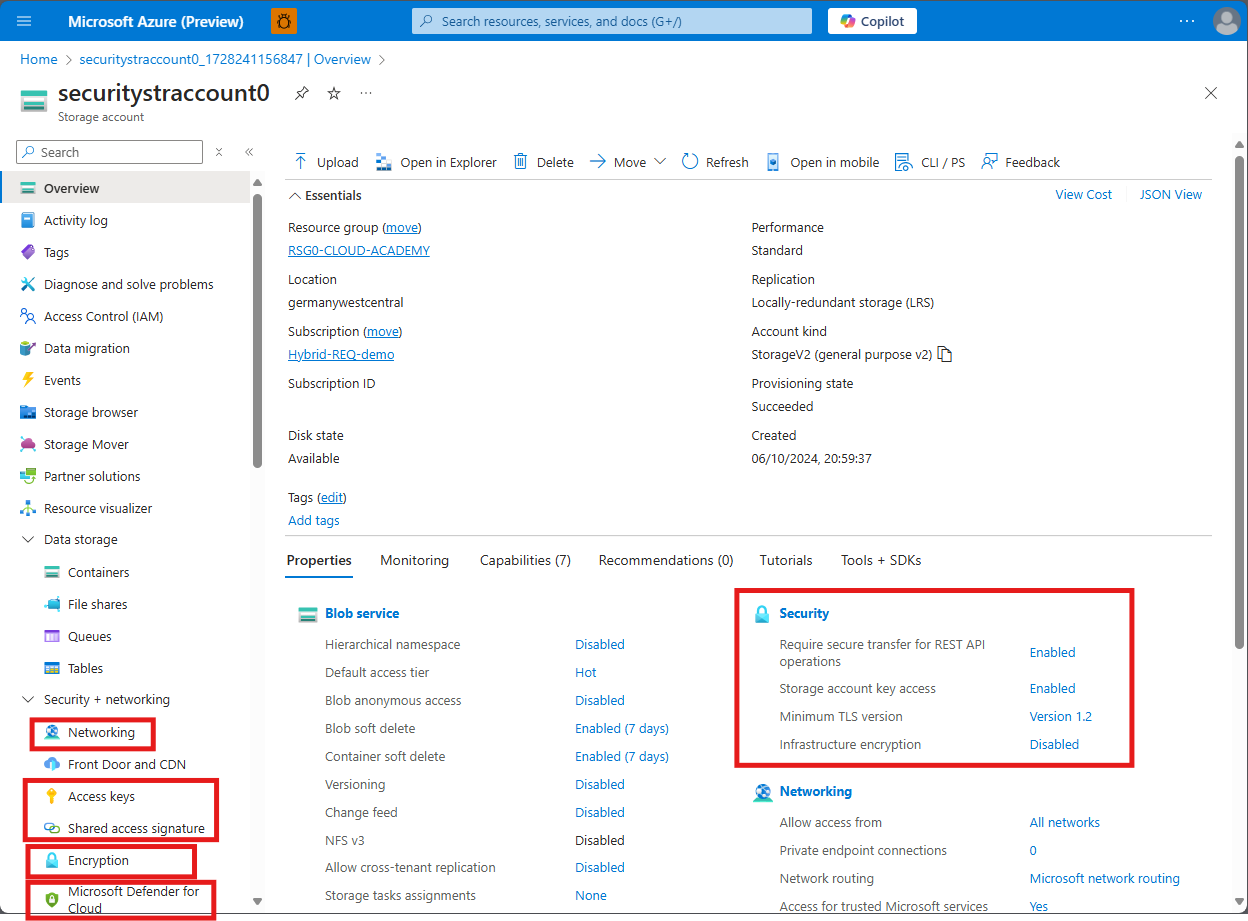 Microsoft Azure (Preview)
Search resources, services, and docs (G+/)
Copilot
Home > securitystraccount0_1728241156847 | Overview >
securitystraccount0
Storage account
Search
Overview
Activity log
Tags
Diagnose and solve problems
Access Control (IAM)
Data migration
Events
Storage browser
Storage Mover
Partner solutions
Resource visualizer
Data storage
Containers
File shares
Queues
Tables
Security + networking
Networking
Front Door and CDN
Access keys
Shared access signature
Encryption
Microsoft Defender for
Cloud
Upload Open in Explorer Delete Move Refresh Open in mobile CLI / PS Feedback
Essentials
View Cost JSON View
Resource group (move)
RSG0-CLOUD-ACADEMY
Location
germanywestcentral
Subscription (move)
Hybrid-REQ-demo
Subscription ID
Disk state
Available
Performance
Standard
Replication
Locally-redundant storage (LRS)
Account kind
StorageV2 (general purpose v2)
Provisioning state
Succeeded
Created
06/10/2024, 20:59:37
Tags (edit)
Add tags
Properties Monitoring Capabilities (7) Recommendations (0) Tutorials Tools + SDKs
Blob service
Hierarchical namespace Disabled
Default access tier Hot
Blob anonymous access Disabled
Blob soft delete Enabled (7 days)
Container soft delete Enabled (7 days)
Versioning Disabled
Change feed Disabled
NFS v3 Disabled
Allow cross-tenant replication Disabled
Storage tasks assignments None
Security
Require secure transfer for REST API
operations Enabled
Storage account key access Enabled
Minimum TLS version Version 1.2
Infrastructure encryption Disabled
Networking
Allow access from All networks
Private endpoint connections 0
Network routing Microsoft network routing
Access for trusted Microsoft services Yes